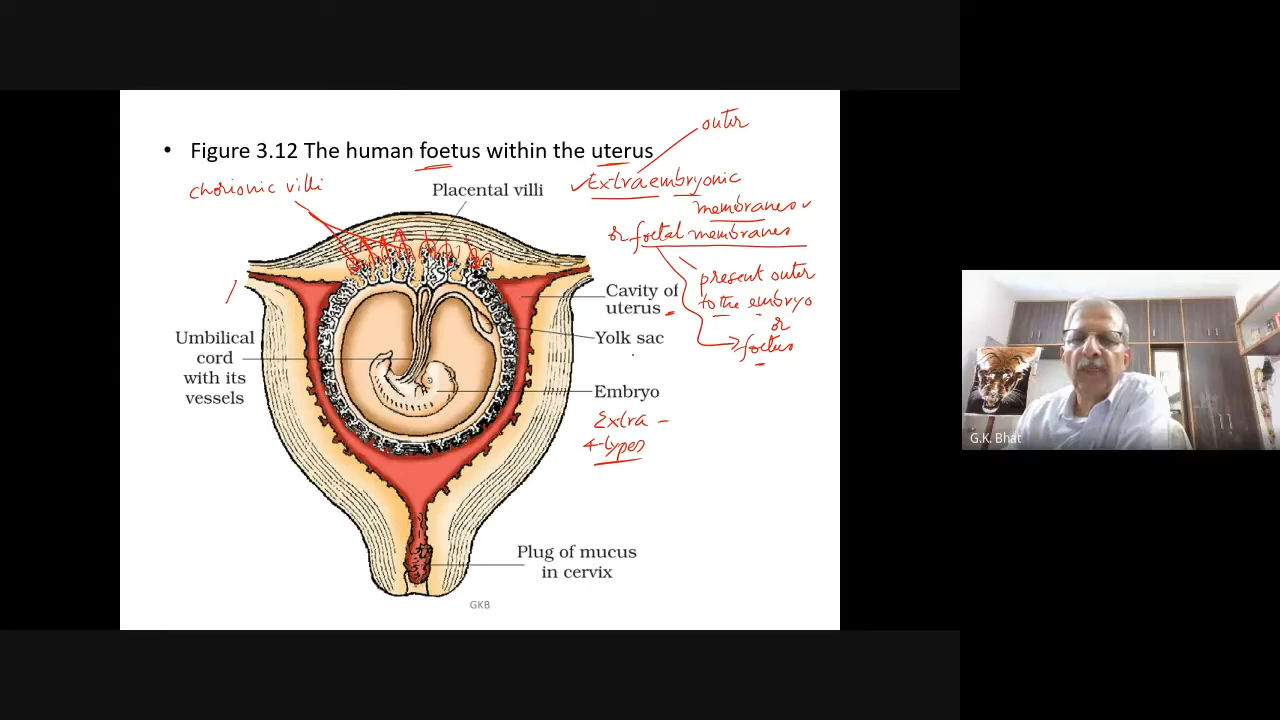 outer
• Figure 3.12 The human foetus within the uterus
Extra embryonic
membranes
or foetal membranes
chorionic villi
Placental villi
present outer
to the embryo
or
foetus
Cavity of
uterus
Yolk sac
Umbilical
cord
with its
vessels
Embryo
Extra -
4 types
Plug of mucus
in cervix
GKB
G.K. Bhat